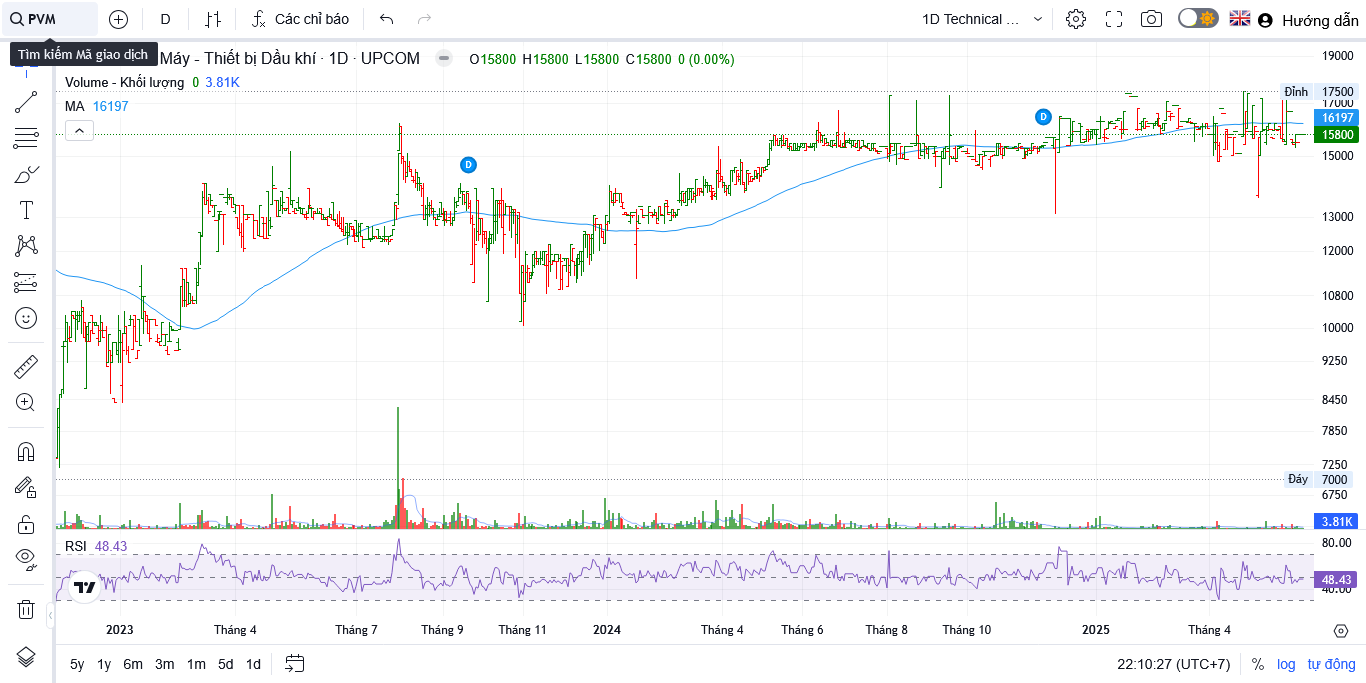 PVM D Các chỉ báo 1D Technical ... Hướng dẫn
Tìm kiếm Mã giao dịch
Máy - Thiết bị Dầu khí · 1D · UPCOM O15800 H15800 L15800 C15800 0 (0.00%)
Volume - Khối lượng 0 3.81K
MA 16197
D
D
19000
Đỉnh 17500
17000
16197
15800
15000
13000
12000
10800
10000
9250
8450
7850
7250
Đáy 7000
6750
3.81K
RSI 48.43
80.00
48.43
40.00
2023 Tháng 4 Tháng 7 Tháng 9 Tháng 11 2024 Tháng 4 Tháng 6 Tháng 8 Tháng 10 2025 Tháng 4
5y 1y 6m 3m 1m 5d 1d 22:10:27 (UTC+7) % log tự động